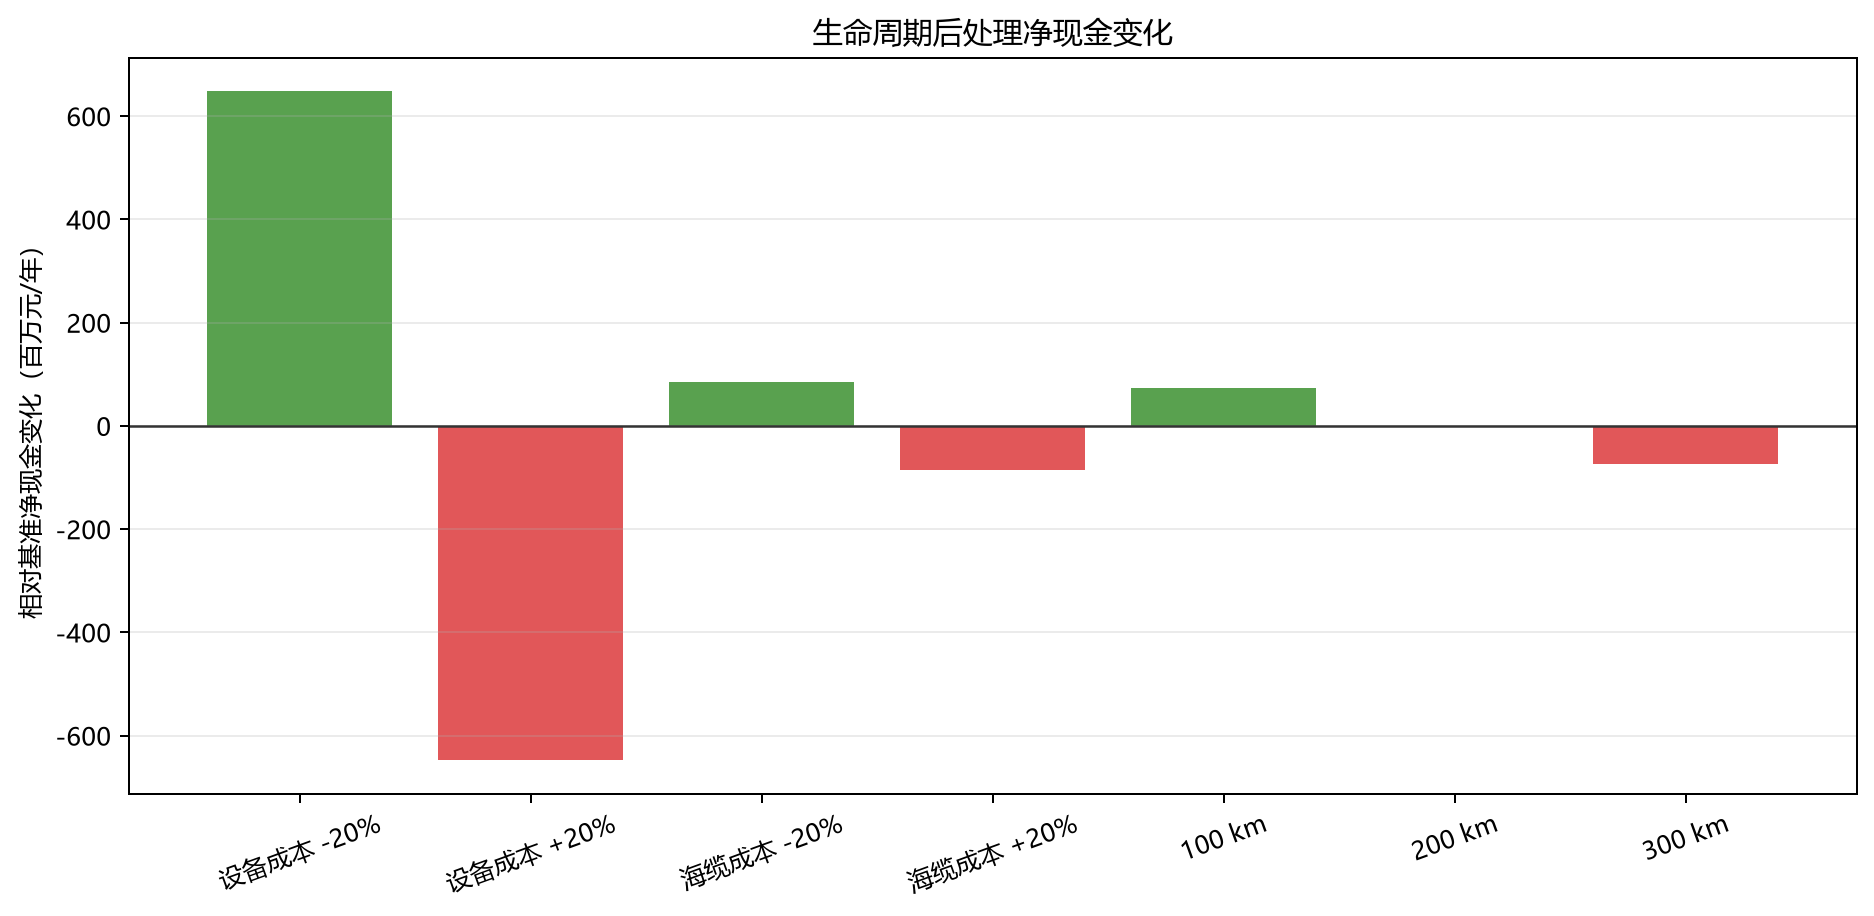 生命周期后处理净现金变化
相对基准净现金变化（百万元/年）
600
400
200
0
-200
-400
-600
设备成本 -20%
设备成本 +20%
海缆成本 -20%
海缆成本 +20%
100 km
200 km
300 km